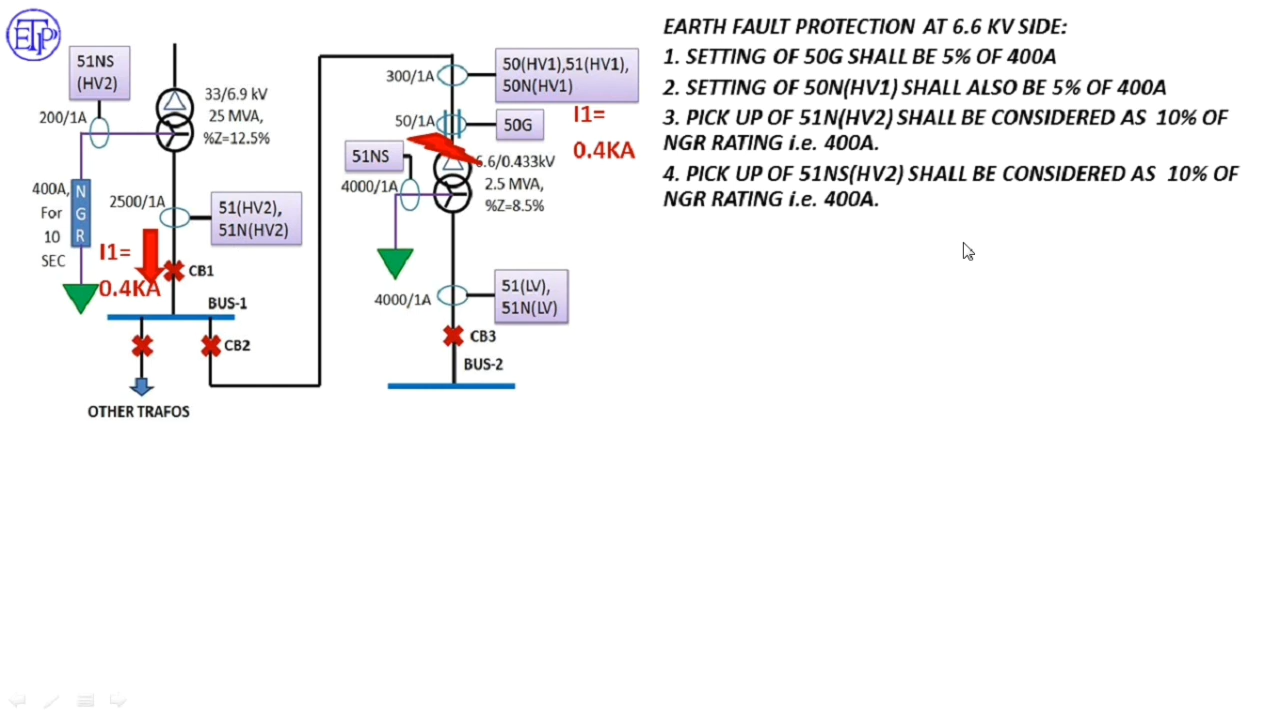 ETPP
EARTH FAULT PROTECTION AT 6.6 KV SIDE:
1. SETTING OF 50G SHALL BE 5% OF 400A
2. SETTING OF 50N(HV1) SHALL ALSO BE 5% OF 400A
3. PICK UP OF 51N(HV2) SHALL BE CONSIDERED AS 10% OF
NGR RATING i.e. 400A.
4. PICK UP OF 51NS(HV2) SHALL BE CONSIDERED AS 10% OF
NGR RATING i.e. 400A.
51NS
(HV2)
200/1A
33/6.9 kV
25 MVA,
%Z=12.5%
400A,
For
10
SEC
N
G
R
2500/1A
51(HV2),
51N(HV2)
I1=
0.4KA
CB1
BUS-1
CB2
OTHER TRAFOS
300/1A
50(HV1),51(HV1),
50N(HV1)
50/1A
50G
I1=
0.4KA
51NS
4000/1A
6.6/0.433kV
2.5 MVA,
%Z=8.5%
4000/1A
51(LV),
51N(LV)
CB3
BUS-2